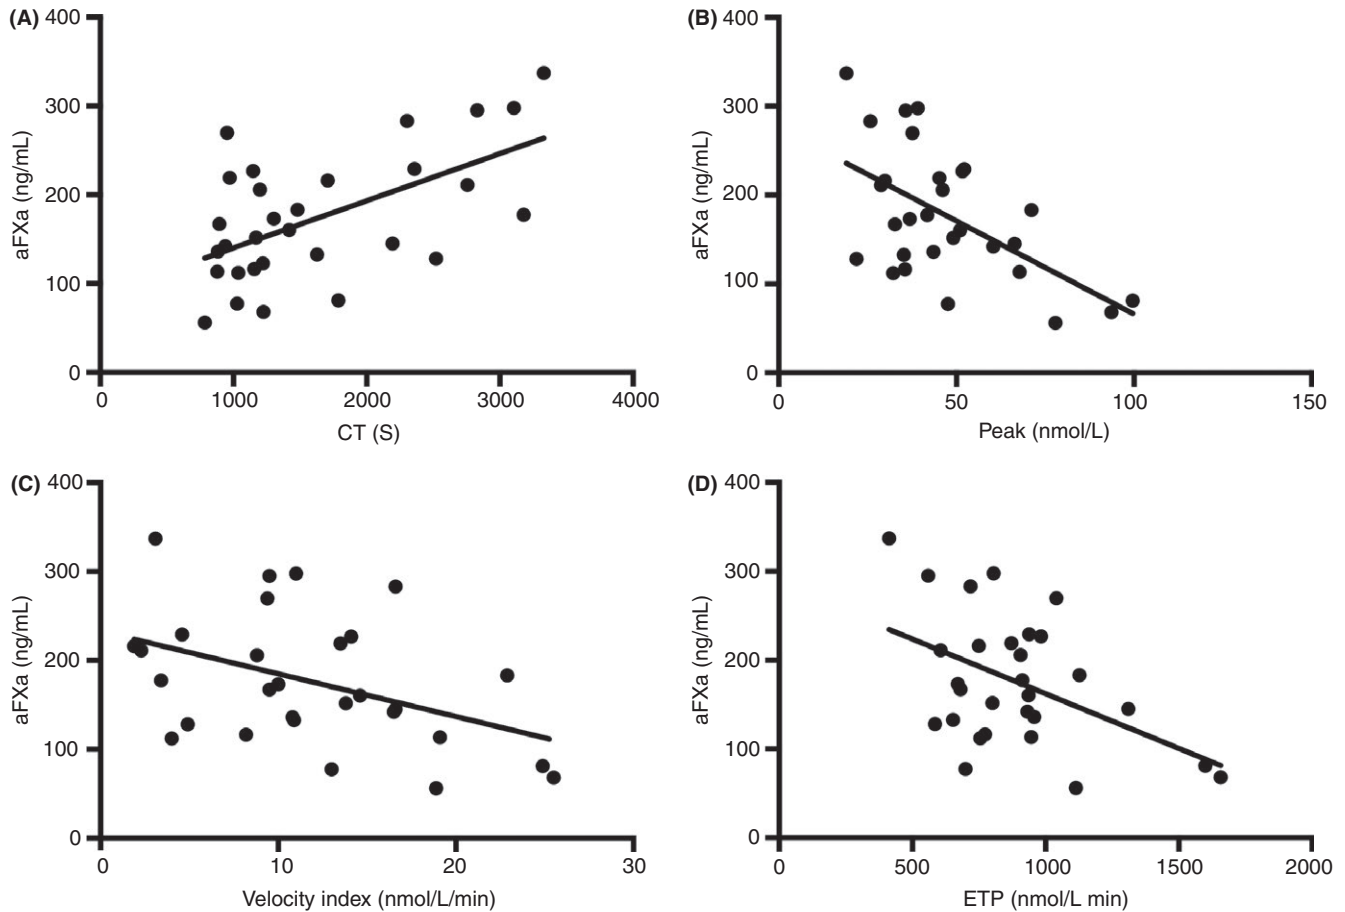 (A)
400
300
200
100
0
aFXa (ng/mL)
0 1000 2000 3000 4000
CT (S)
(B)
400
300
200
100
0
aFXa (ng/mL)
0 50 100 150
Peak (nmol/L)
(C)
400
300
200
100
0
aFXa (ng/mL)
0 10 20 30
Velocity index (nmol/L/min)
(D)
400
300
200
100
0
aFXa (ng/mL)
0 500 1000 1500 2000
ETP (nmol/L min)